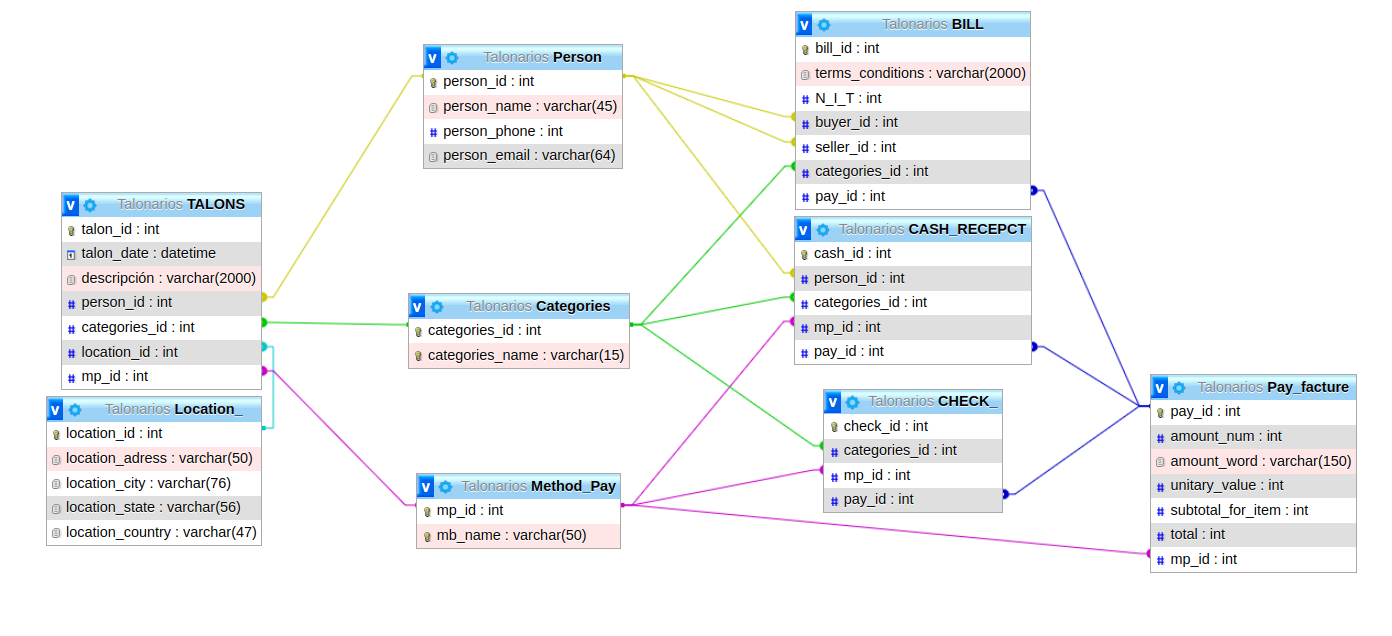 Talonarios TALONS
talon_id : int
talon_date : datetime
descripción : varchar(2000)
person_id : int
categories_id : int
location_id : int
mp_id : int
Talonarios Location_
location_id : int
location_adress : varchar(50)
location_city : varchar(76)
location_state : varchar(56)
location_country : varchar(47)
Talonarios Person
person_id : int
person_name : varchar(45)
person_phone : int
person_email : varchar(64)
Talonarios Categories
categories_id : int
categories_name : varchar(15)
Talonarios Method_Pay
mp_id : int
mb_name : varchar(50)
Talonarios BILL
bill_id : int
terms_conditions : varchar(2000)
N_I_T : int
buyer_id : int
seller_id : int
categories_id : int
pay_id : int
Talonarios CASH_RECEPCT
cash_id : int
person_id : int
categories_id : int
mp_id : int
pay_id : int
Talonarios CHECK_
check_id : int
categories_id : int
mp_id : int
pay_id : int
Talonarios Pay_facture
pay_id : int
amount_num : int
amount_word : varchar(150)
unitary_value : int
subtotal_for_item : int
total : int
mp_id : int